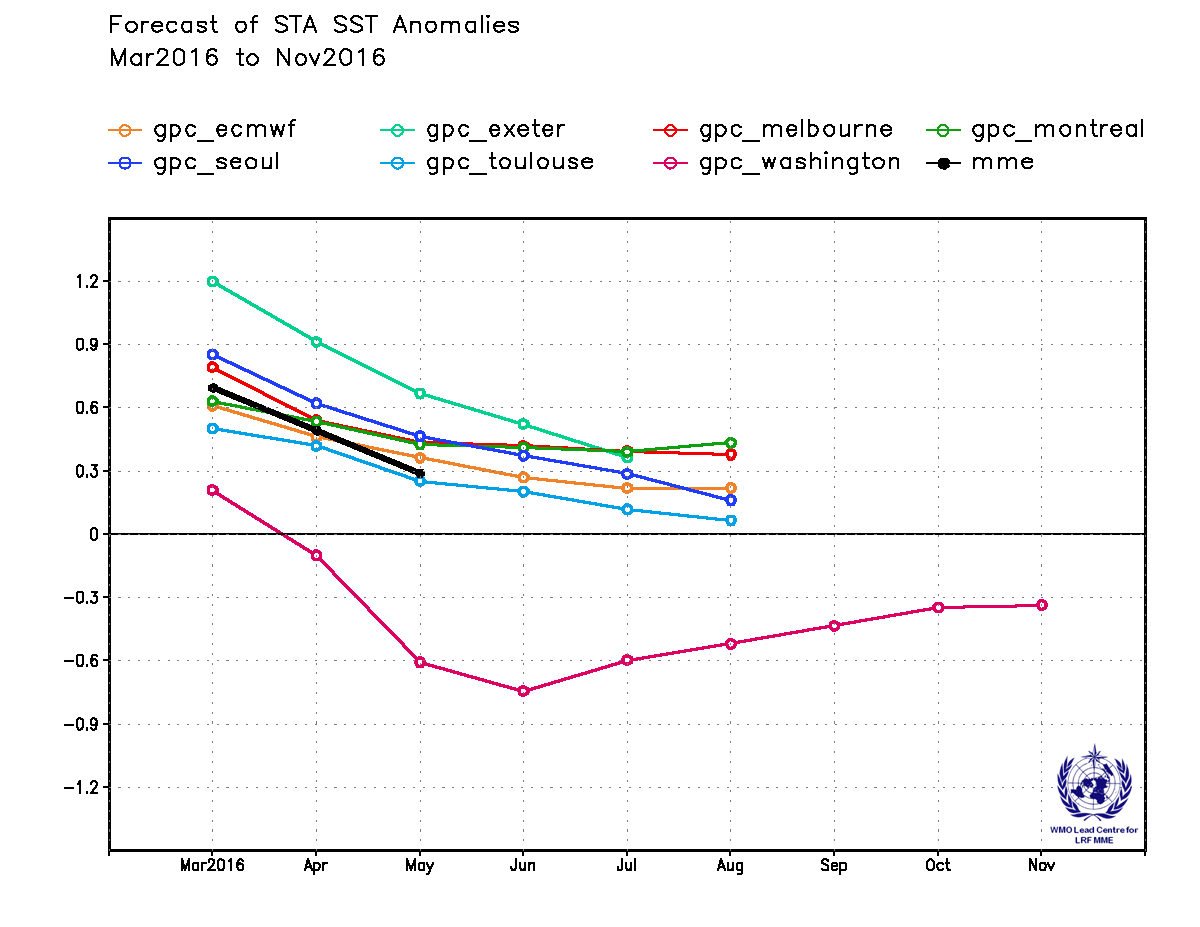 Forecast of STA SST Anomalies
Mar2016 to Nov2016
gpc_ecmwf gpc_exeter gpc_melbourne gpc_montreal
gpc_seoul gpc_toulouse gpc_washington mme
1.2
0.9
0.6
0.3
0
-0.3
-0.6
-0.9
-1.2
WMO Lead Centre for
LRF MME
Mar2016 Apr May Jun Jul Aug Sep Oct Nov